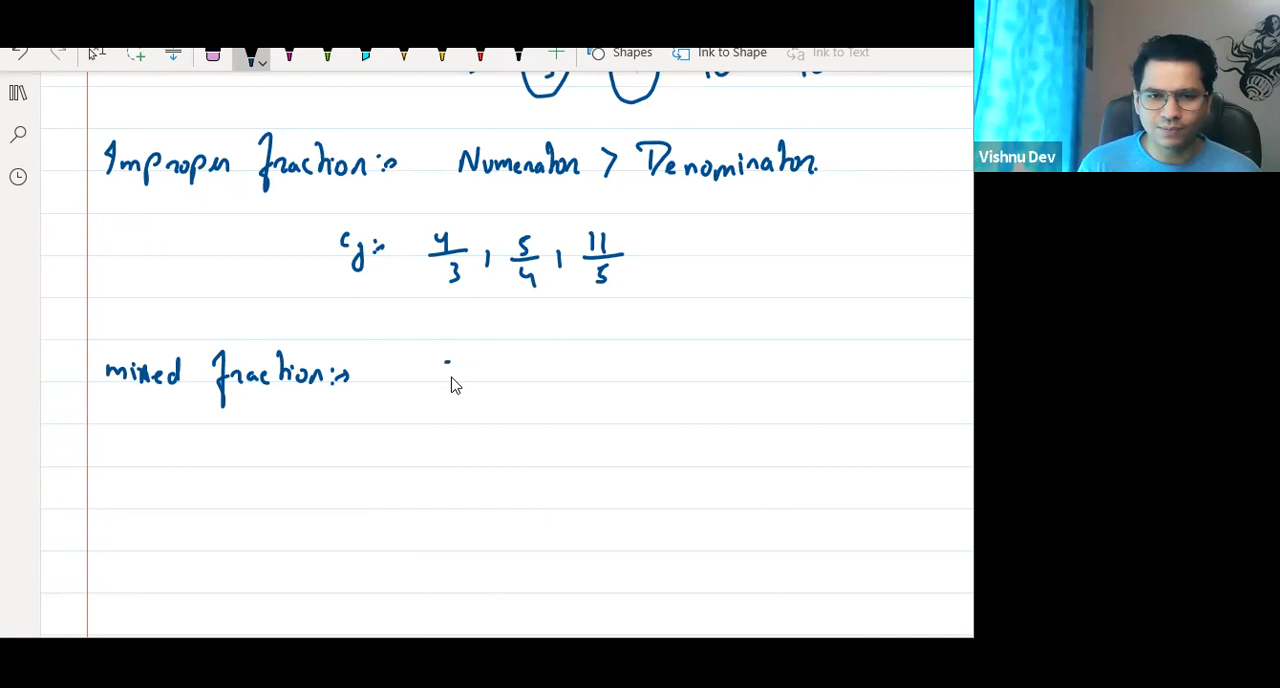 Shapes Ink to Shape Ink to Text
Improper fraction:- Numerator > Denominator.
eg:- 4/3, 5/4, 11/5
mixed fraction:-
Vishnu Dev